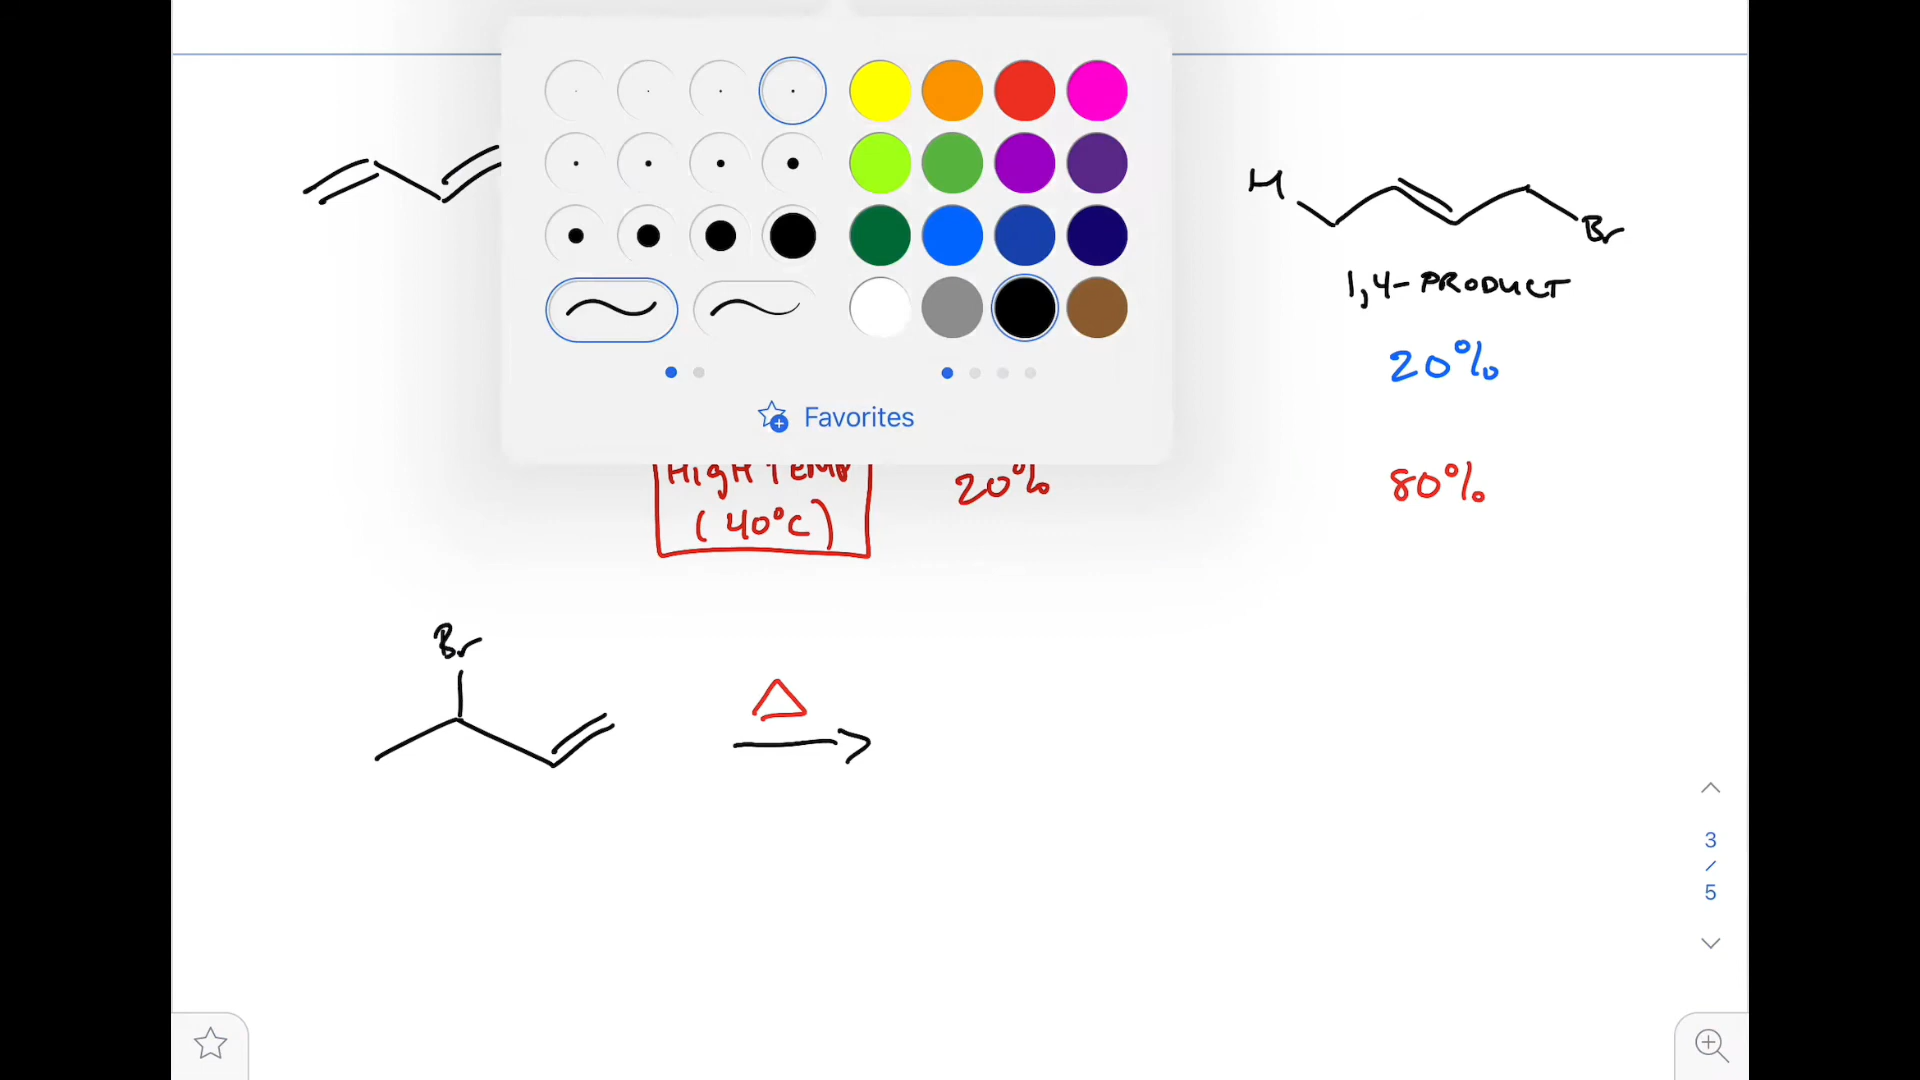 H
Br
1,4-PRODUCT
20%
Favorites
HIGH TEMP
20%
80%
(40°C)
Br
△
3
/
5